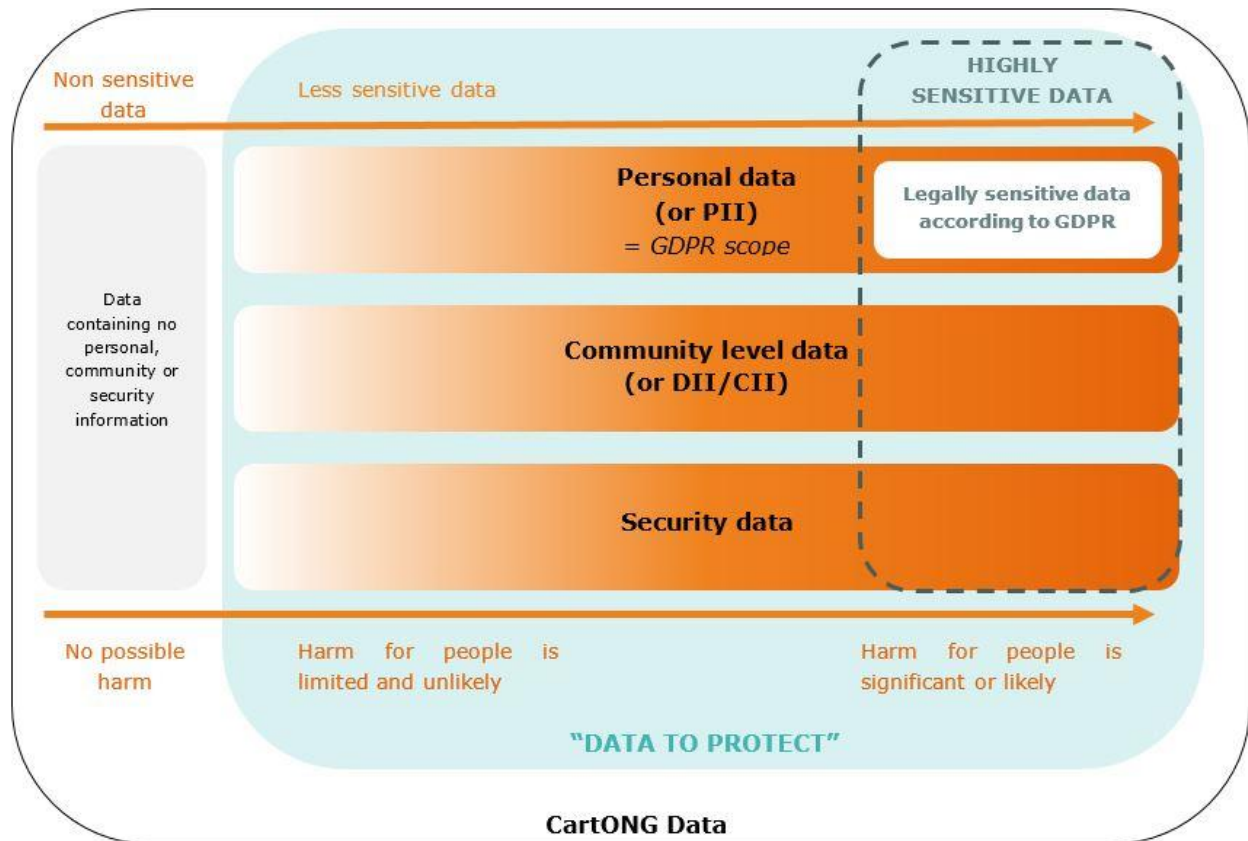 Non sensitive
data
Less sensitive data
HIGHLY
SENSITIVE DATA
Personal data
(or PII)
= GDPR scope
Legally sensitive data
according to GDPR
Data
containing no
personal,
community or
security
information
Community level data
(or DII/CII)
Security data
No possible
harm
Harm for people is
limited and unlikely
Harm for people is
significant or likely
“DATA TO PROTECT”
CartONG Data